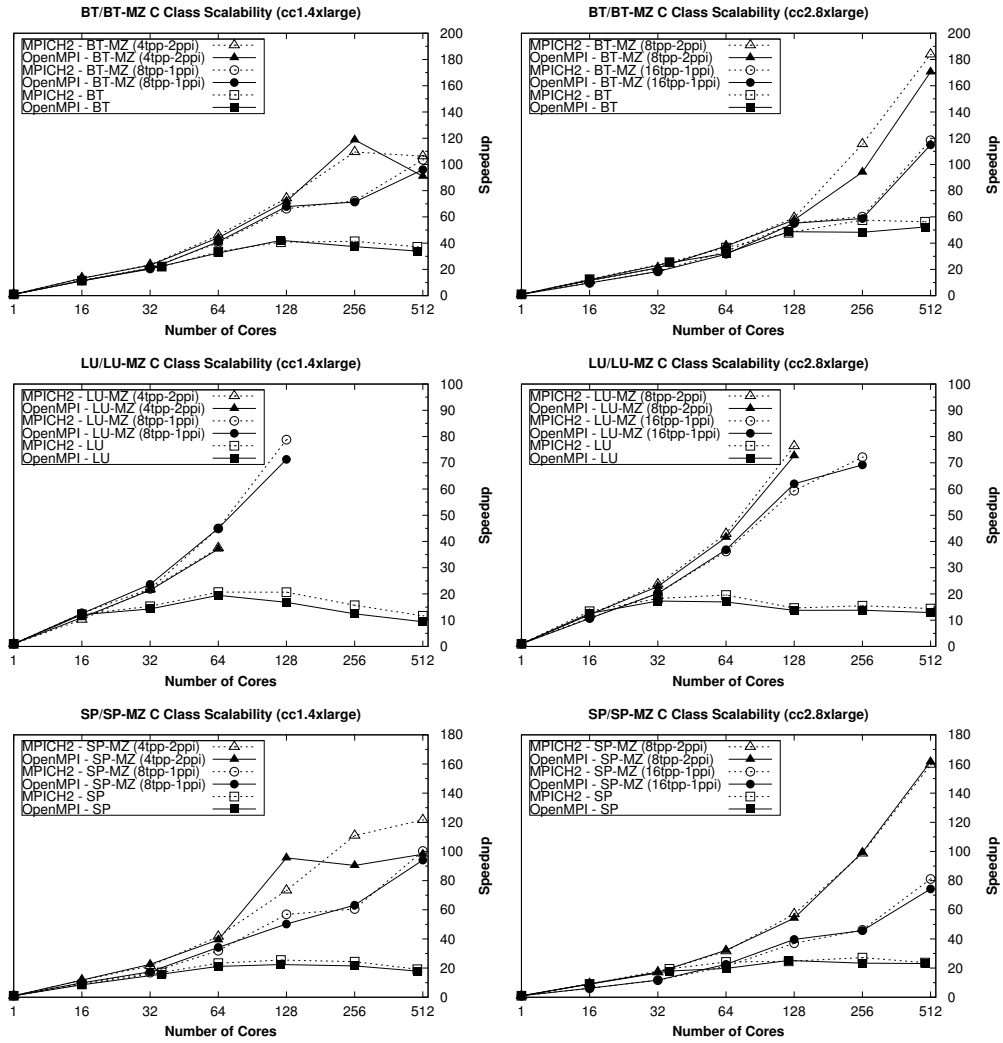 BT/BT-MZ C Class Scalability (cc1.4xlarge)
MPICH2 - BT-MZ (4tpp-2ppi)
OpenMPI - BT-MZ (4tpp-2ppi)
MPICH2 - BT-MZ (8tpp-1ppi)
OpenMPI - BT-MZ (8tpp-1ppi)
MPICH2 - BT
OpenMPI - BT
200
180
160
140
120
100
80
60
40
20
0
Speedup
1 16 32 64 128 256 512
Number of Cores
BT/BT-MZ C Class Scalability (cc2.8xlarge)
MPICH2 - BT-MZ (8tpp-2ppi)
OpenMPI - BT-MZ (8tpp-2ppi)
MPICH2 - BT-MZ (16tpp-1ppi)
OpenMPI - BT-MZ (16tpp-1ppi)
MPICH2 - BT
OpenMPI - BT
200
180
160
140
120
100
80
60
40
20
0
Speedup
1 16 32 64 128 256 512
Number of Cores
LU/LU-MZ C Class Scalability (cc1.4xlarge)
MPICH2 - LU-MZ (4tpp-2ppi)
OpenMPI - LU-MZ (4tpp-2ppi)
MPICH2 - LU-MZ (8tpp-1ppi)
OpenMPI - LU-MZ (8tpp-1ppi)
MPICH2 - LU
OpenMPI - LU
100
90
80
70
60
50
40
30
20
10
0
Speedup
1 16 32 64 128 256 512
Number of Cores
LU/LU-MZ C Class Scalability (cc2.8xlarge)
MPICH2 - LU-MZ (8tpp-2ppi)
OpenMPI - LU-MZ (8tpp-2ppi)
MPICH2 - LU-MZ (16tpp-1ppi)
OpenMPI - LU-MZ (16tpp-1ppi)
MPICH2 - LU
OpenMPI - LU
100
90
80
70
60
50
40
30
20
10
0
Speedup
1 16 32 64 128 256 512
Number of Cores
SP/SP-MZ C Class Scalability (cc1.4xlarge)
MPICH2 - SP-MZ (4tpp-2ppi)
OpenMPI - SP-MZ (4tpp-2ppi)
MPICH2 - SP-MZ (8tpp-1ppi)
OpenMPI - SP-MZ (8tpp-1ppi)
MPICH2 - SP
OpenMPI - SP
180
160
140
120
100
80
60
40
20
0
Speedup
1 16 32 64 128 256 512
Number of Cores
SP/SP-MZ C Class Scalability (cc2.8xlarge)
MPICH2 - SP-MZ (8tpp-2ppi)
OpenMPI - SP-MZ (8tpp-2ppi)
MPICH2 - SP-MZ (16tpp-1ppi)
OpenMPI - SP-MZ (16tpp-1ppi)
MPICH2 - SP
OpenMPI - SP
180
160
140
120
100
80
60
40
20
0
Speedup
1 16 32 64 128 256 512
Number of Cores